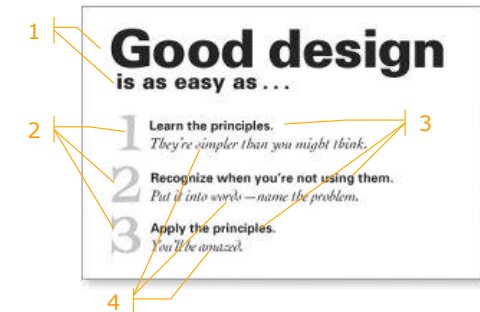 1
Good design
is as easy as . . .
2
3
1 Learn the principles.
They're simpler than you might think.
2 Recognize when you're not using them.
Put it into words—name the problem.
3 Apply the principles.
You'll be amazed.
4